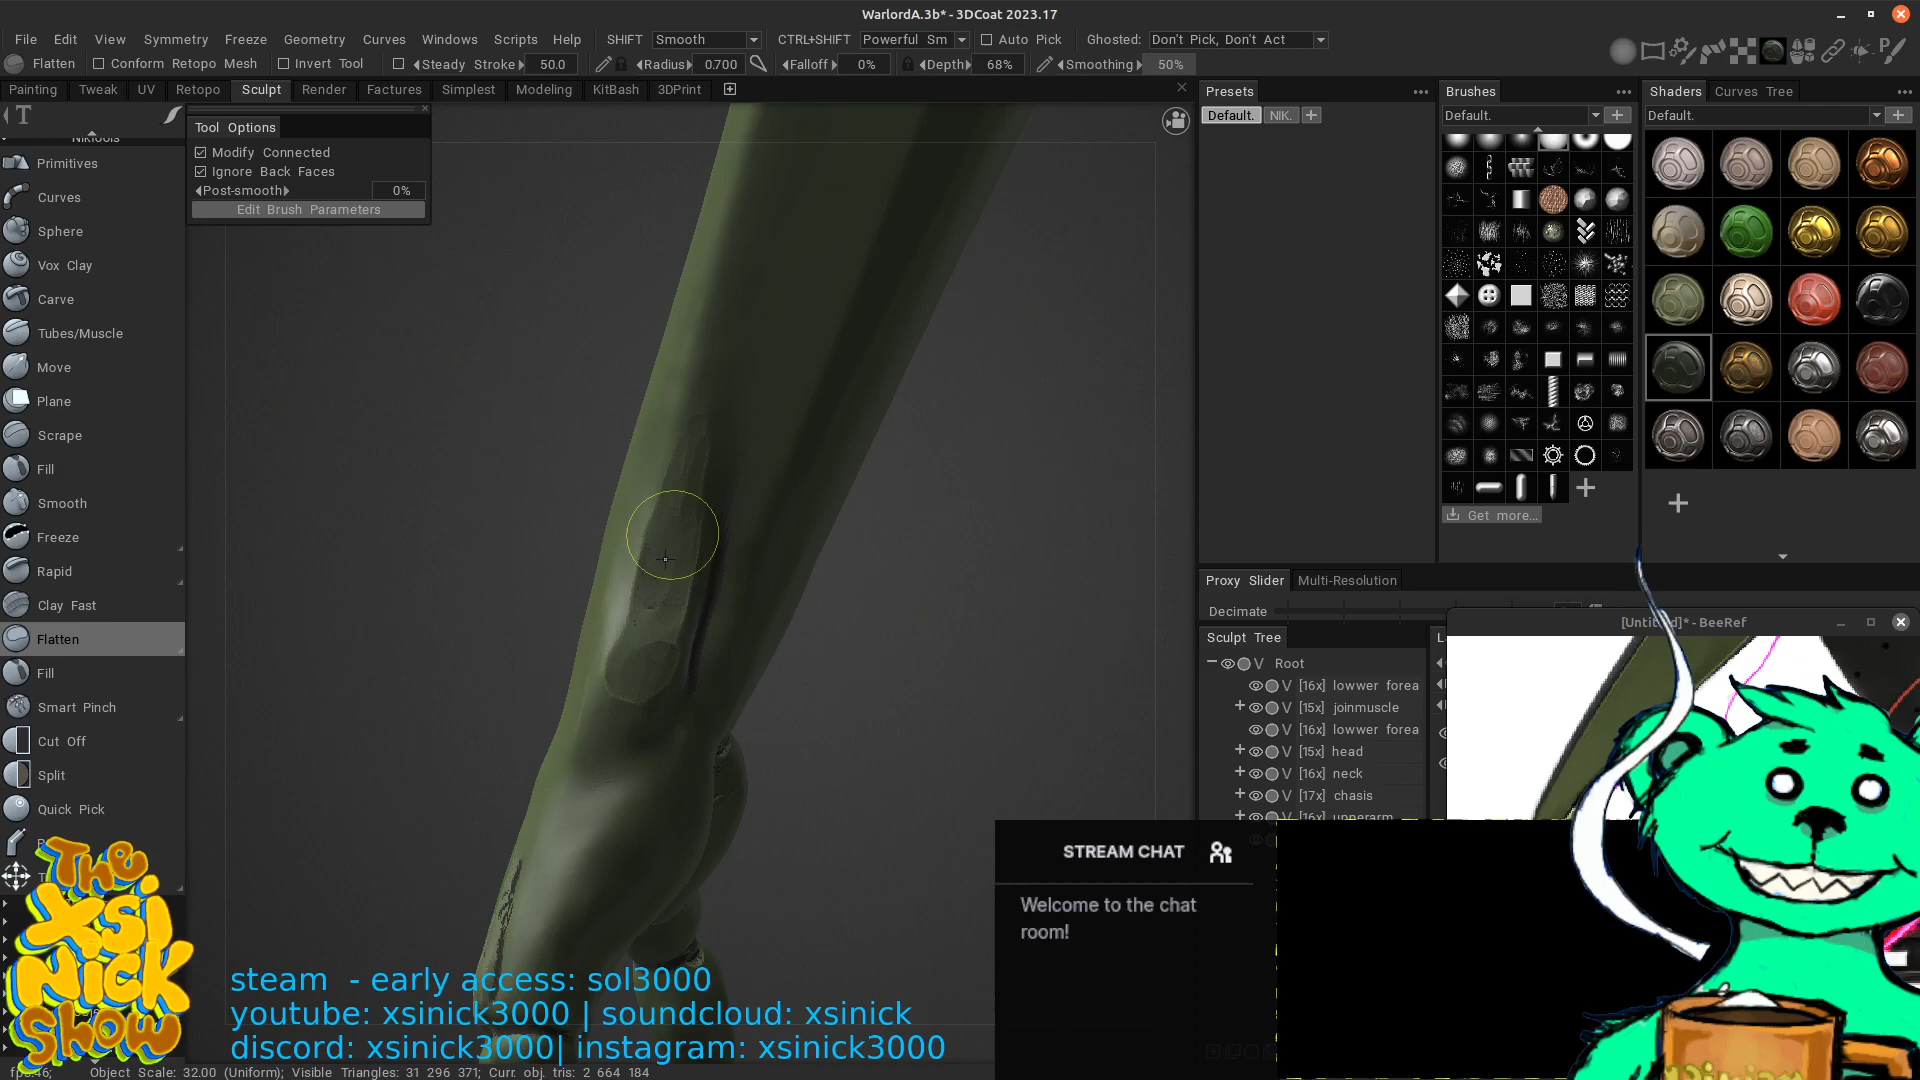 WarlordA.3b* - 3DCoat 2023.17
File Edit View Symmetry Freeze Geometry Curves Windows Scripts Help SHIFT Smooth CTRL+SHIFT Powerful Sm Auto Pick Ghosted: Don't Pick, Don't Act
Flatten Conform Retopo Mesh Invert Tool Steady Stroke 50.0 Radius 0.700 Falloff 0% Depth 68% Smoothing 50%
Painting Tweak UV Retopo Sculpt Render Factures Simplest Modeling KitBash 3DPrint
Tool Options
Modify Connected
Ignore Back Faces
Post-smooth 0%
Edit Brush Parameters
NikTools
Primitives
Curves
Sphere
Vox Clay
Carve
Tubes/Muscle
Move
Plane
Scrape
Fill
Smooth
Freeze
Rapid
Clay Fast
Flatten
Fill
Smart Pinch
Cut Off
Split
Quick Pick
Presets
Default. NIK.
Brushes
Default.
Get more...
Shaders Curves Tree
Default.
Proxy Slider Multi-Resolution
Decimate
Sculpt Tree
V Root
V [16x] lowwer forea
V [15x] joinmuscle
V [16x] lowwer forea
V [15x] head
V [16x] neck
V [17x] chasis
V [16x] upperarm
[Untitled]* - BeeRef
STREAM CHAT
Welcome to the chat
room!
The
Xsi
Nick
Show
steam - early access: sol3000
youtube: xsinick3000 | soundcloud: xsinick
discord: xsinick3000| instagram: xsinick3000
fps:46; Object Scale: 32.00 (Uniform); Visible Triangles: 31 296 371; Curr. obj. tris: 2 664 184